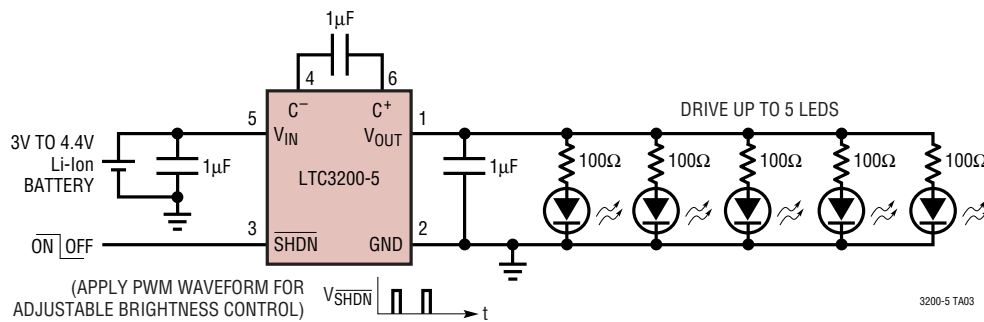 1µF
4 6
C⁻ C⁺
5 1
V_IN V_OUT
DRIVE UP TO 5 LEDS
3V TO 4.4V
Li-Ion
BATTERY
1µF
LTC3200-5
1µF
100Ω 100Ω 100Ω 100Ω 100Ω
3 2
ON OFF
SHDN GND
(APPLY PWM WAVEFORM FOR
ADJUSTABLE BRIGHTNESS CONTROL)
V_SHDN
t
3200-5 TA03